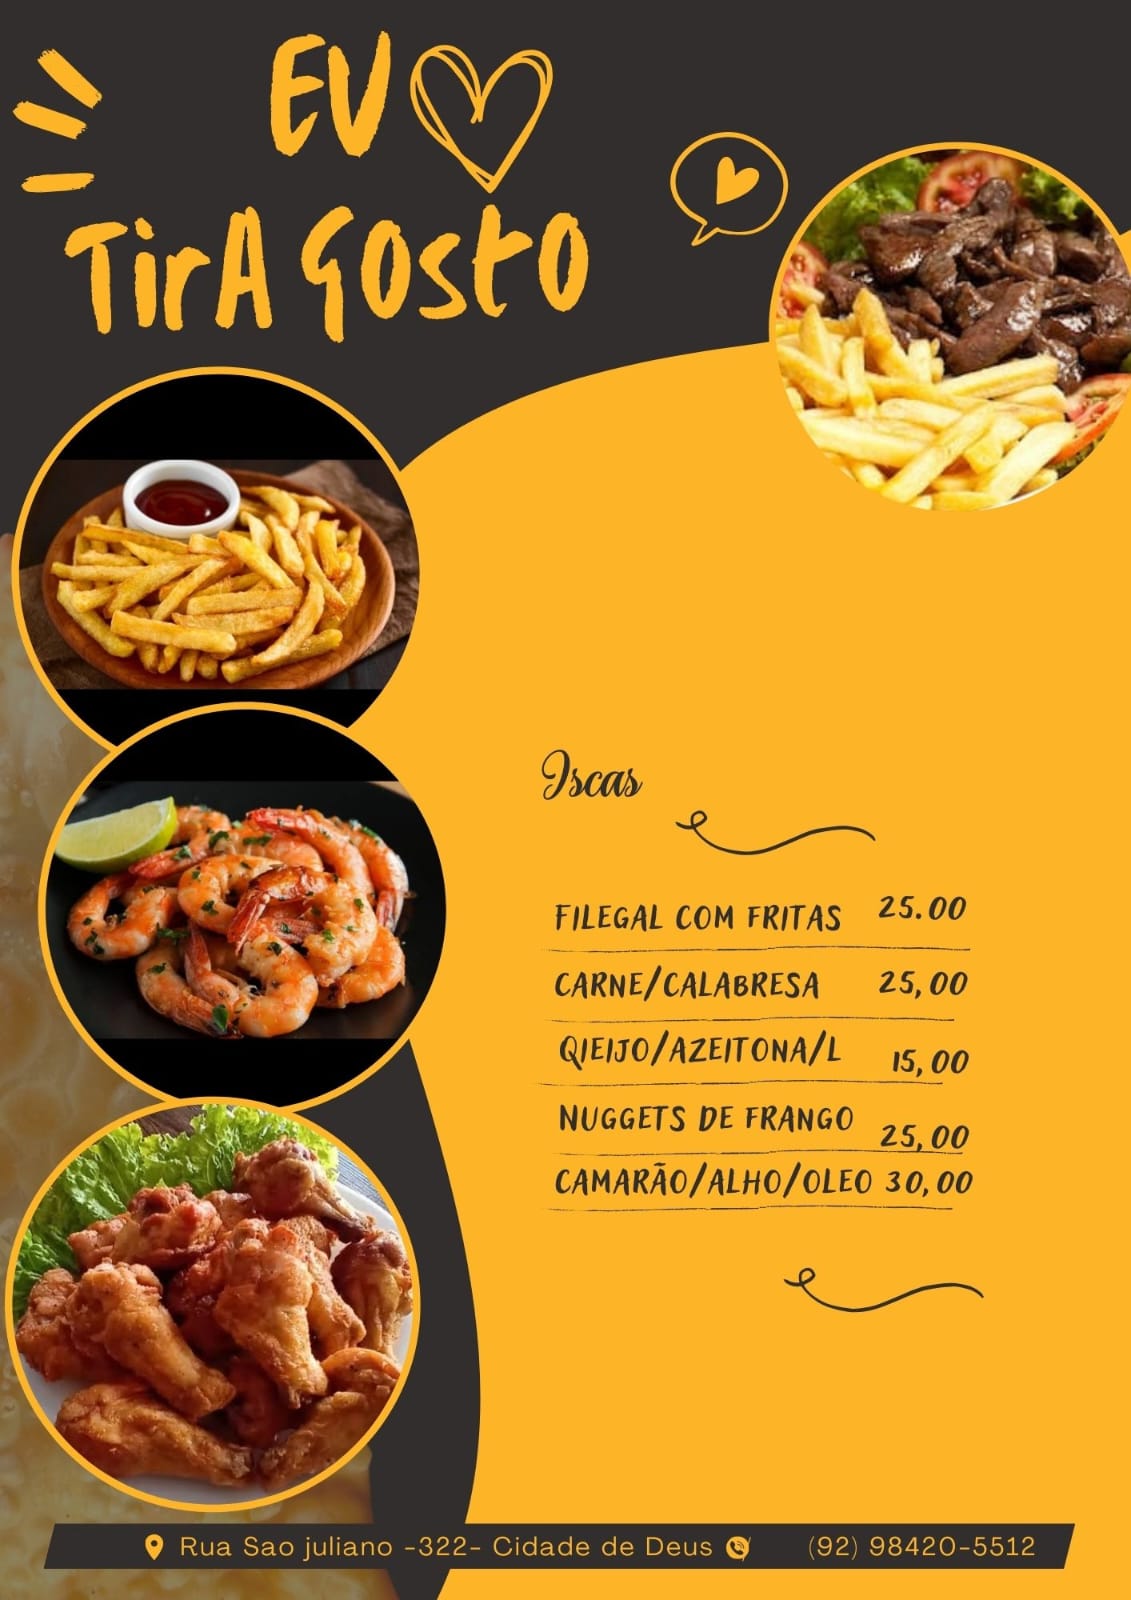 EU
TirA Gosto
Iscas
FILEGAL COM FRITAS 25.00
CARNE/CALABRESA 25,00
QIEIJO/AZEITONA/L 15,00
NUGGETS DE FRANGO 25,00
CAMARÃO/ALHO/OLEO 30,00
Rua Sao juliano -322- Cidade de Deus (92) 98420-5512